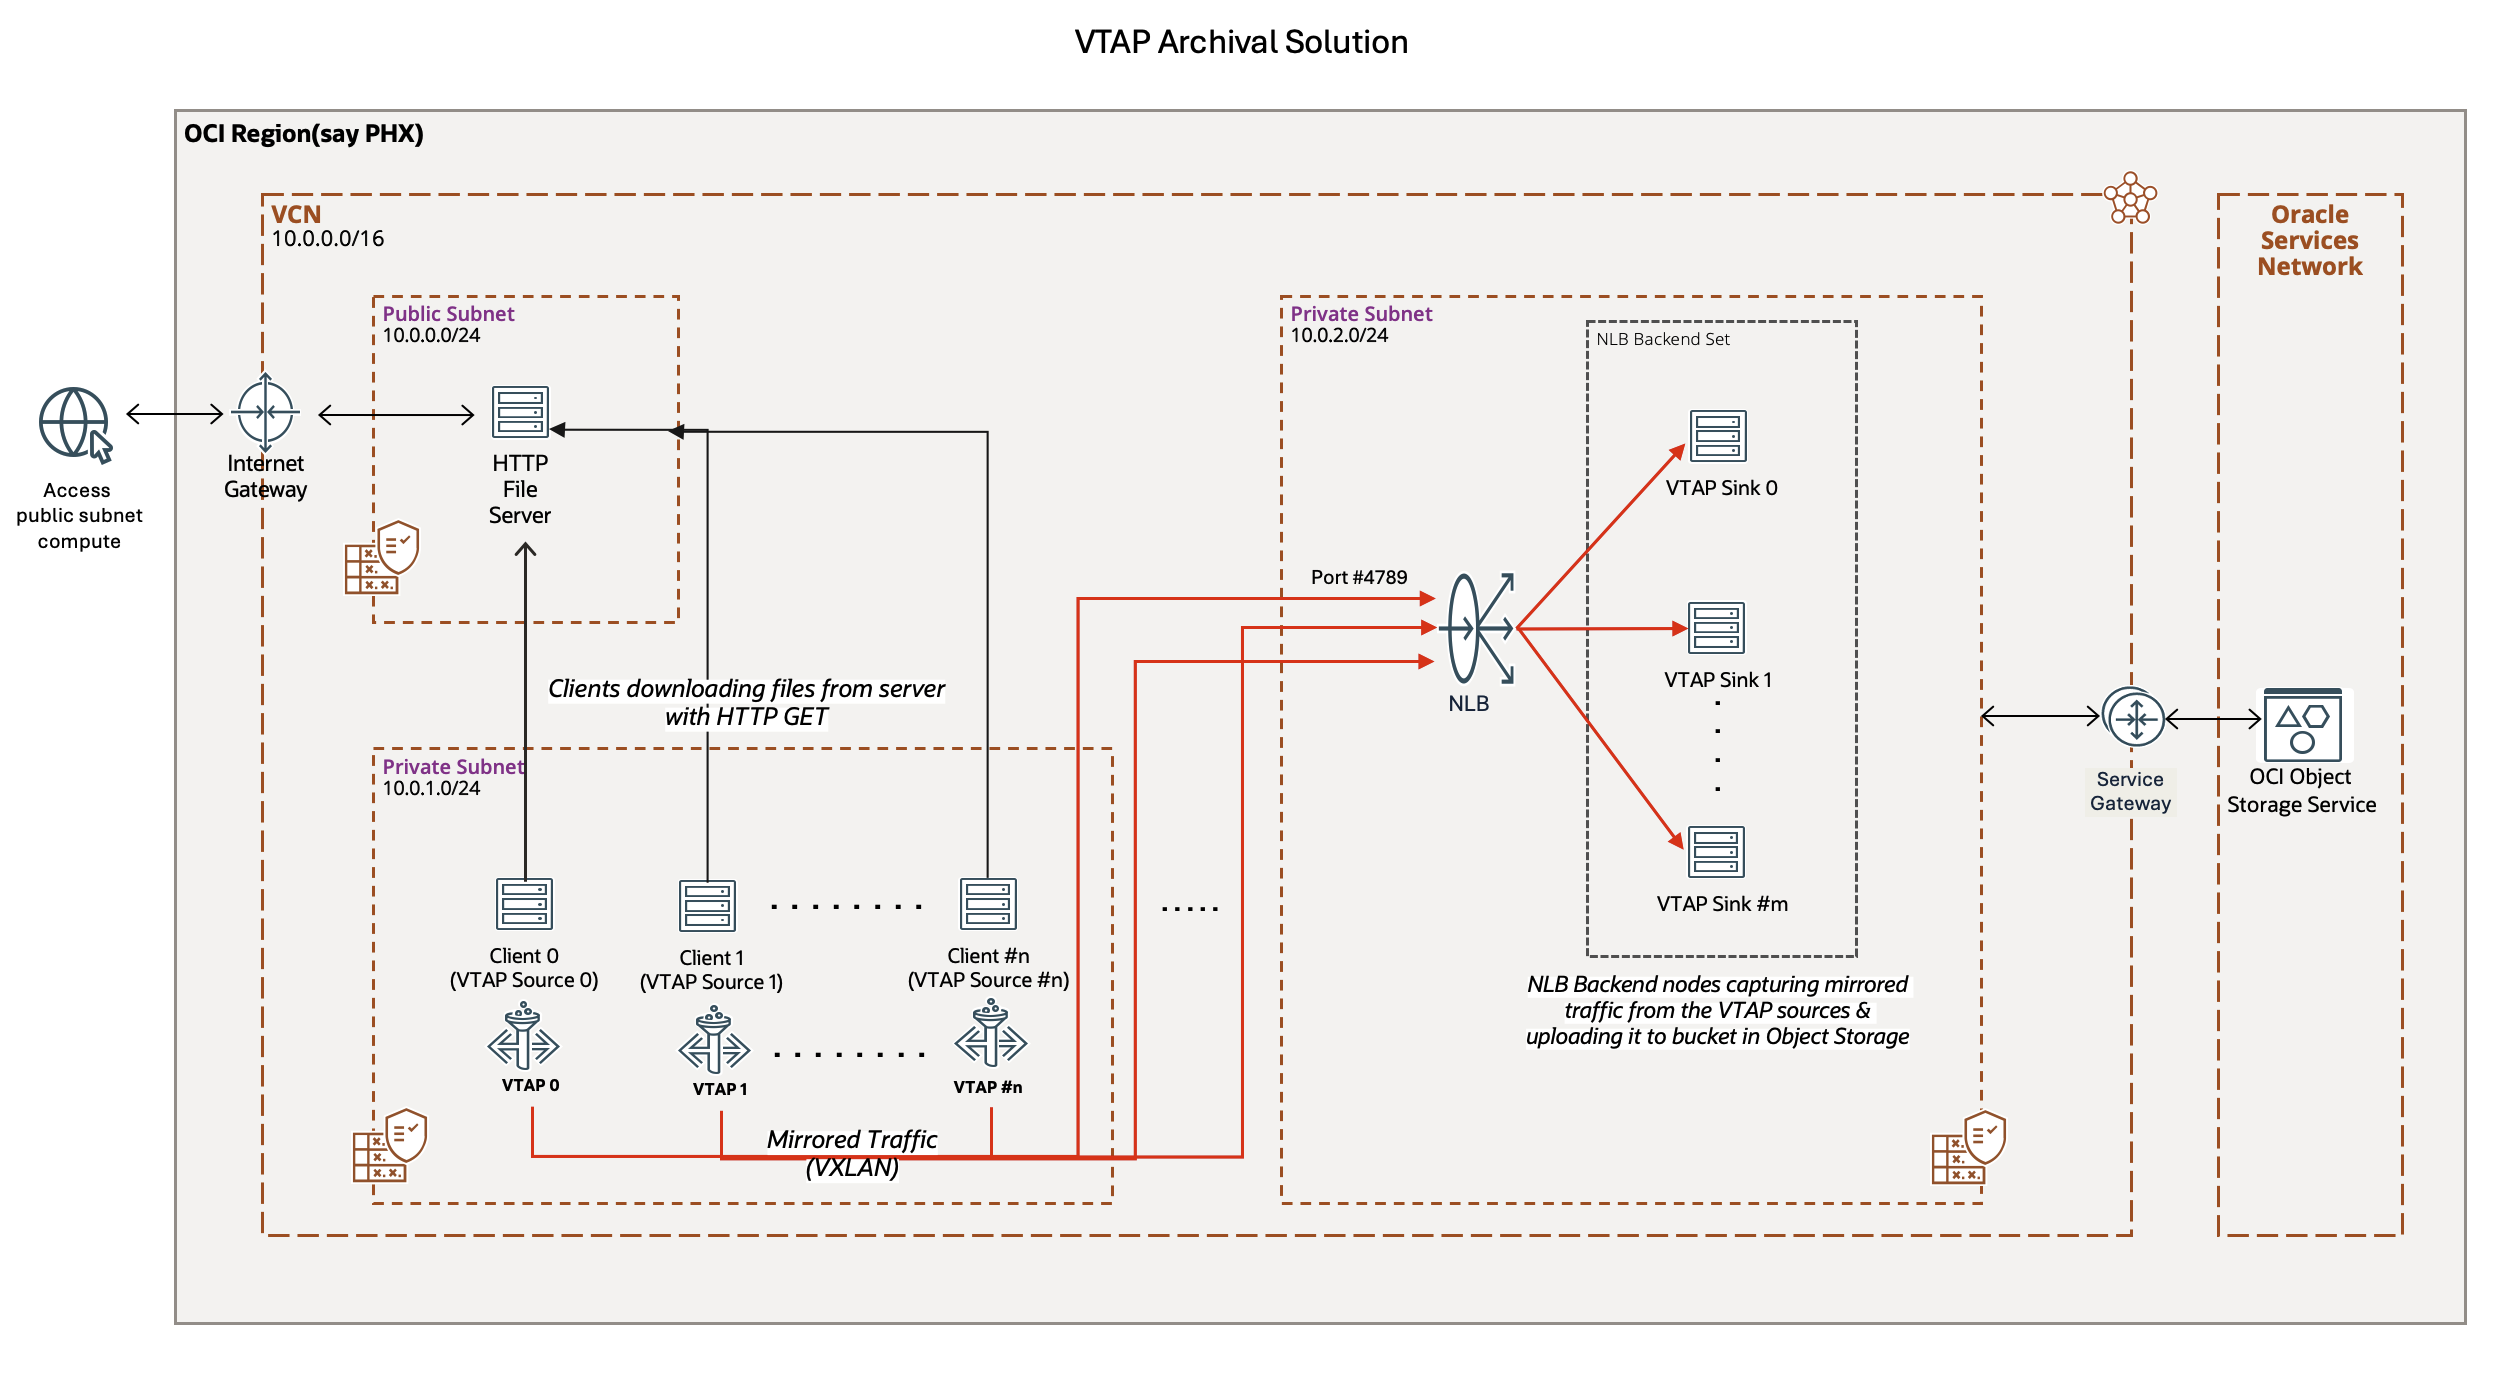 VTAP Archival Solution
OCI Region(say PHX)
VCN
10.0.0.0/16
Oracle
Services
Network
Public Subnet
10.0.0.0/24
Private Subnet
10.0.2.0/24
NLB Backend Set
Internet
Gateway
HTTP
File
Server
Access
public subnet
compute
VTAP Sink 0
Port #4789
VTAP Sink 1
NLB
Clients downloading files from server
with HTTP GET
Private Subnet
10.0.1.0/24
Service
Gateway
OCI Object
Storage Service
VTAP Sink #m
Client 0
(VTAP Source 0)
Client 1
(VTAP Source 1)
Client #n
(VTAP Source #n)
NLB Backend nodes capturing mirrored
traffic from the VTAP sources &
uploading it to bucket in Object Storage
VTAP 0
VTAP 1
VTAP #n
Mirrored Traffic
(VXLAN)